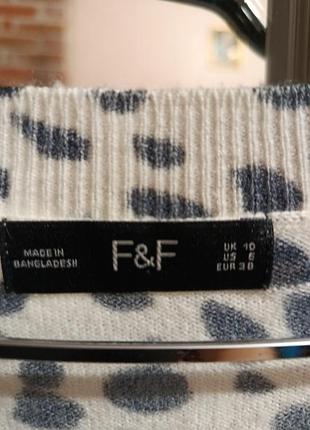 MADE IN
BANGLADESH
F&F
UK 10
US 6
EUR 38